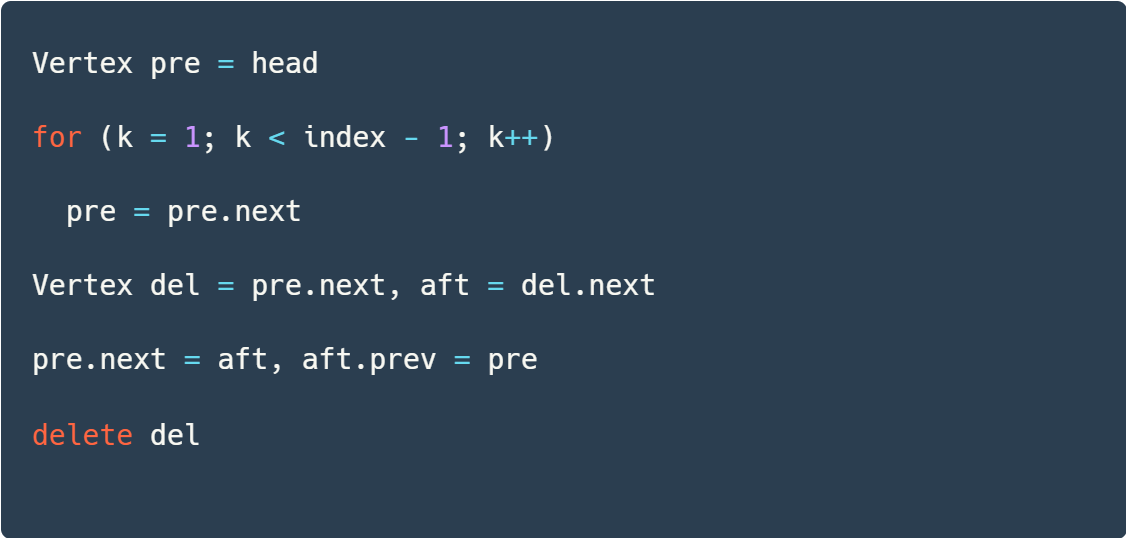 Vertex pre = head
for (k = 1; k < index - 1; k++)
  pre = pre.next
Vertex del = pre.next, aft = del.next
pre.next = aft, aft.prev = pre
delete del